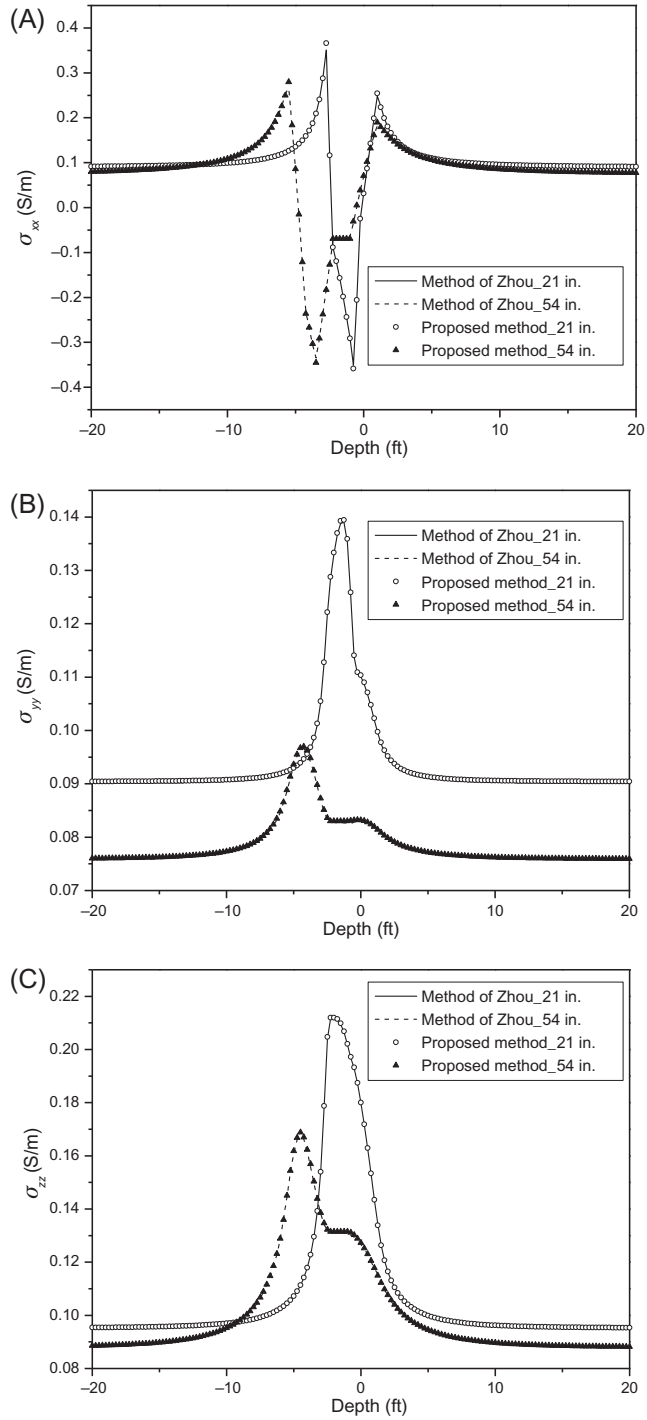 (A)
0.4
0.3
0.2
0.1
0.0
–0.1
–0.2
–0.3
–0.4
σxx (S/m)
Method of Zhou_21 in.
Method of Zhou_54 in.
Proposed method_21 in.
Proposed method_54 in.
–20 –10 0 10 20
Depth (ft)
(B)
0.14
0.13
0.12
0.11
0.10
0.09
0.08
0.07
σyy (S/m)
Method of Zhou_21 in.
Method of Zhou_54 in.
Proposed method_21 in.
Proposed method_54 in.
–20 –10 0 10 20
Depth (ft)
(C)
0.22
0.20
0.18
0.16
0.14
0.12
0.10
0.08
σzz (S/m)
Method of Zhou_21 in.
Method of Zhou_54 in.
Proposed method_21 in.
Proposed method_54 in.
–20 –10 0 10 20
Depth (ft)